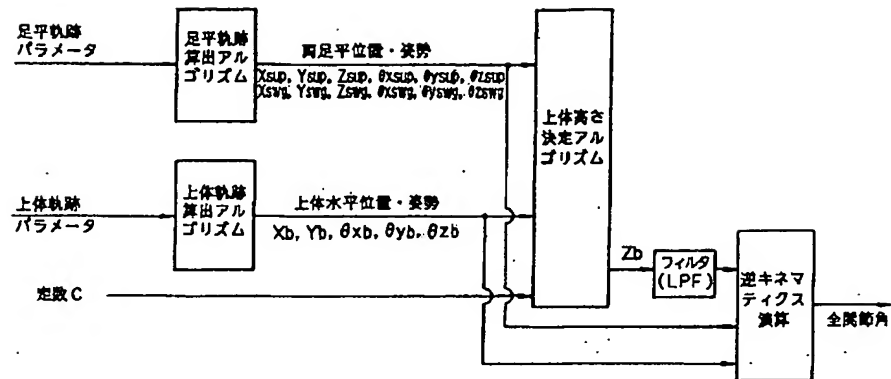 足平軌跡
パラメータ
足平軌跡
算出アル
ゴリズム
両足平位置・姿勢
Xsup, Ysup, Zsup, θxsup, θysup, θzsup
Xswg, Yswg, Zswg, θxswg, θyswg, θzswg
上体高さ
決定アル
ゴリズム
上体軌跡
パラメータ
上体軌跡
算出アル
ゴリズム
上体水平位置・姿勢
Xb, Yb, θxb, θyb, θzb
定数C
Zb
フィルタ
(LPF)
逆キネマ
ティクス
演算
全関節角